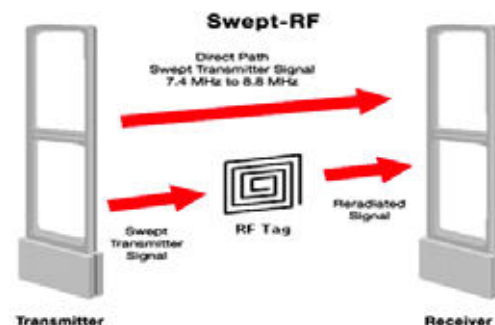 Swept-RF
Direct Path
Swept Transmitter Signal
7.4 MHz to 8.8 MHz
Swept
Transmitter
Signal
RF Tag
Reradiated
Signal
Transmitter
Receiver